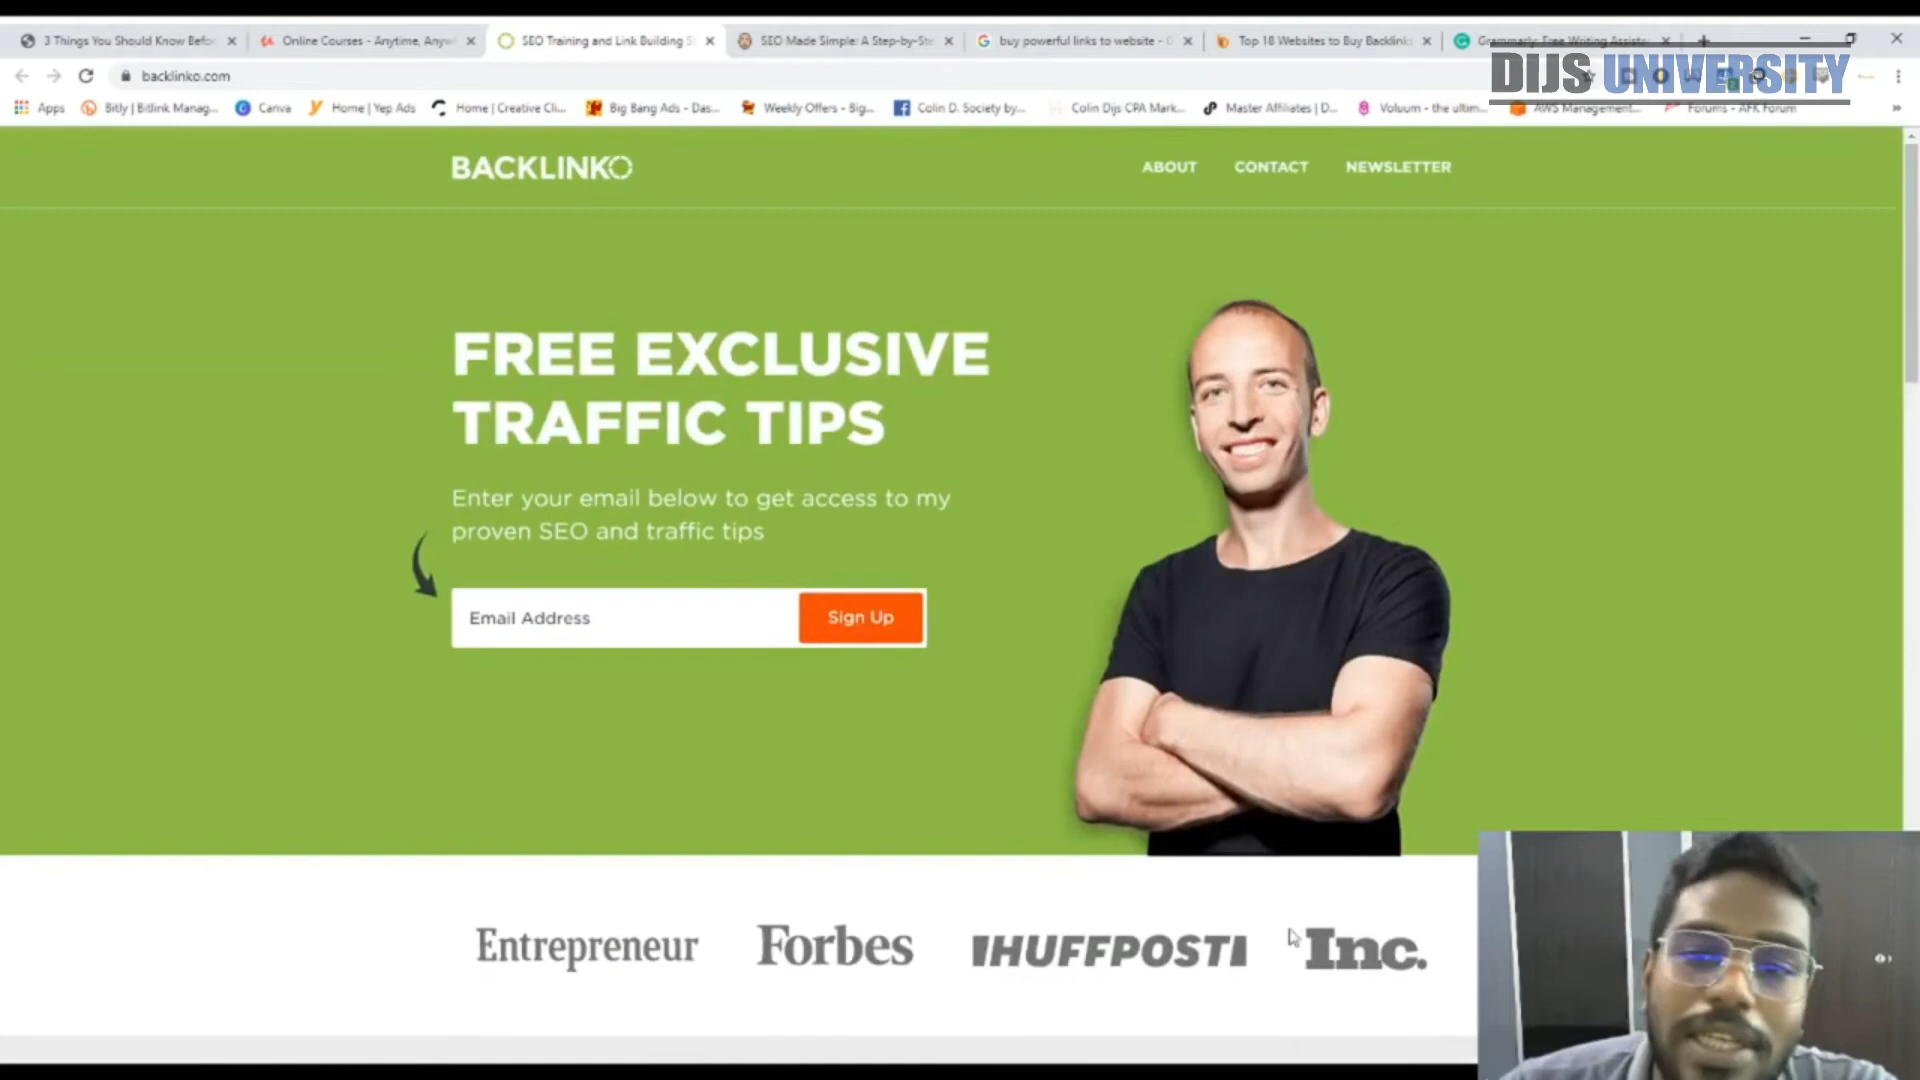 3 Things You Should Know Befo
Online Courses - Anytime, Anyw
SEO Training and Link Building S
SEO Made Simple: A Step-by-Ste
buy powerful links to website - G
Top 18 Websites to Buy Backlink
Grammarly: Free Writing Assista
DIJS UNIVERSITY
backlinko.com
Apps
Bitly | Bitlink Manag...
Canva
Home | Yep Ads
Home | Creative Cli...
Big Bang Ads - Das...
Weekly Offers - Big...
Colin D. Society by...
Colin Dijs CPA Mark...
Master Affiliates | D...
Voluum - the ultim...
AWS Management...
Forums - AFK Forum
BACKLINKO
ABOUT
CONTACT
NEWSLETTER
FREE EXCLUSIVE
TRAFFIC TIPS
Enter your email below to get access to my
proven SEO and traffic tips
Email Address
Sign Up
Entrepreneur
Forbes
HUFFPOST
Inc.